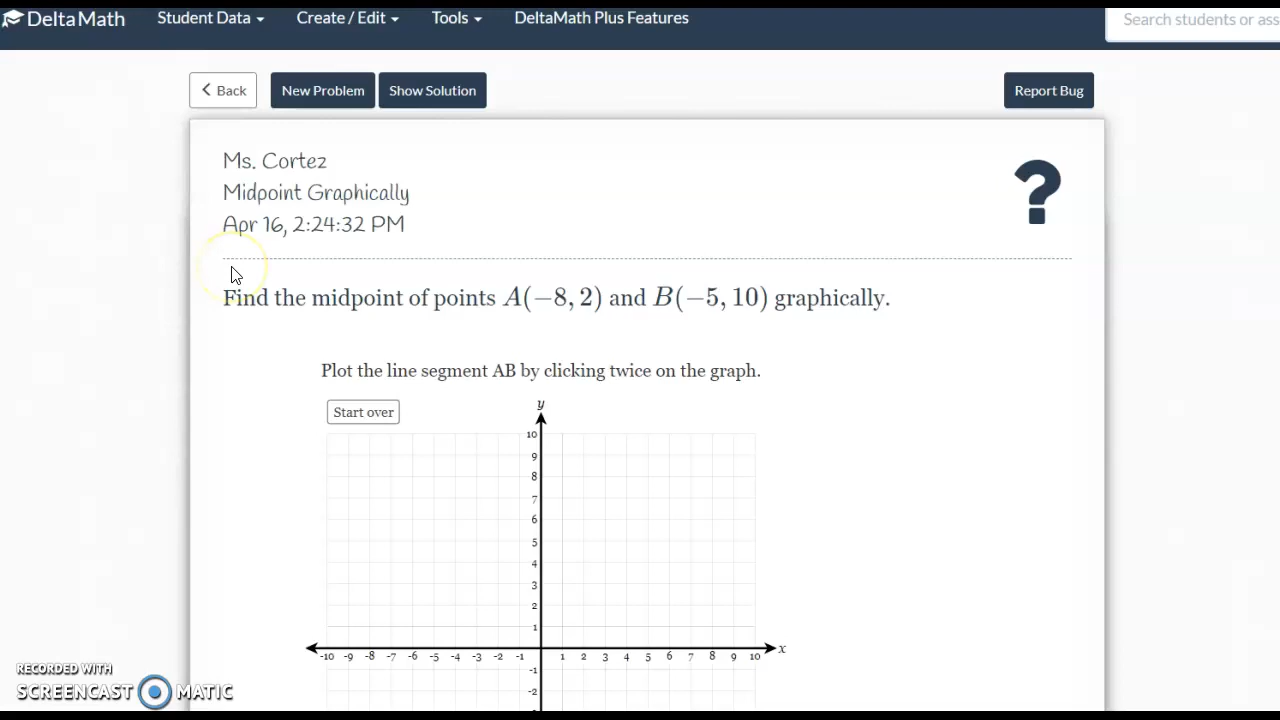 DeltaMath Student Data Create / Edit Tools DeltaMath Plus Features Search students or ass
Back New Problem Show Solution Report Bug
Ms. Cortez
Midpoint Graphically
Apr 16, 2:24:32 PM
?
Find the midpoint of points A(−8, 2) and B(−5, 10) graphically.
Plot the line segment AB by clicking twice on the graph.
Start over
y
10
9
8
7
6
5
4
3
2
1
-10 -9 -8 -7 -6 -5 -4 -3 -2 -1 1 2 3 4 5 6 7 8 9 10 x
-1
-2
RECORDED WITH
SCREENCAST MATIC